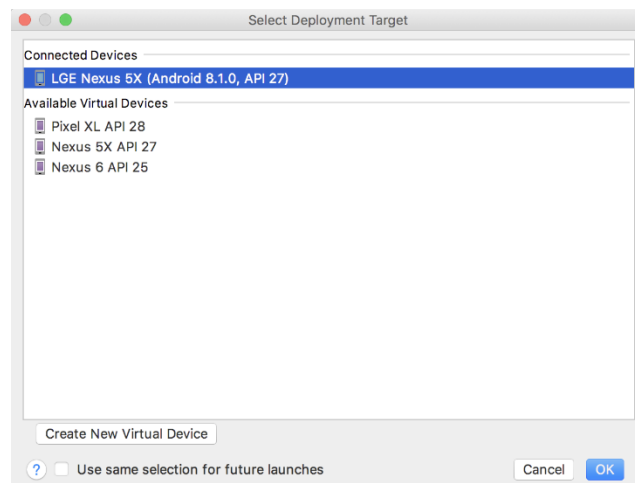 Select Deployment Target
Connected Devices
LGE Nexus 5X (Android 8.1.0, API 27)
Available Virtual Devices
Pixel XL API 28
Nexus 5X API 27
Nexus 6 API 25
Create New Virtual Device
? Use same selection for future launches Cancel OK